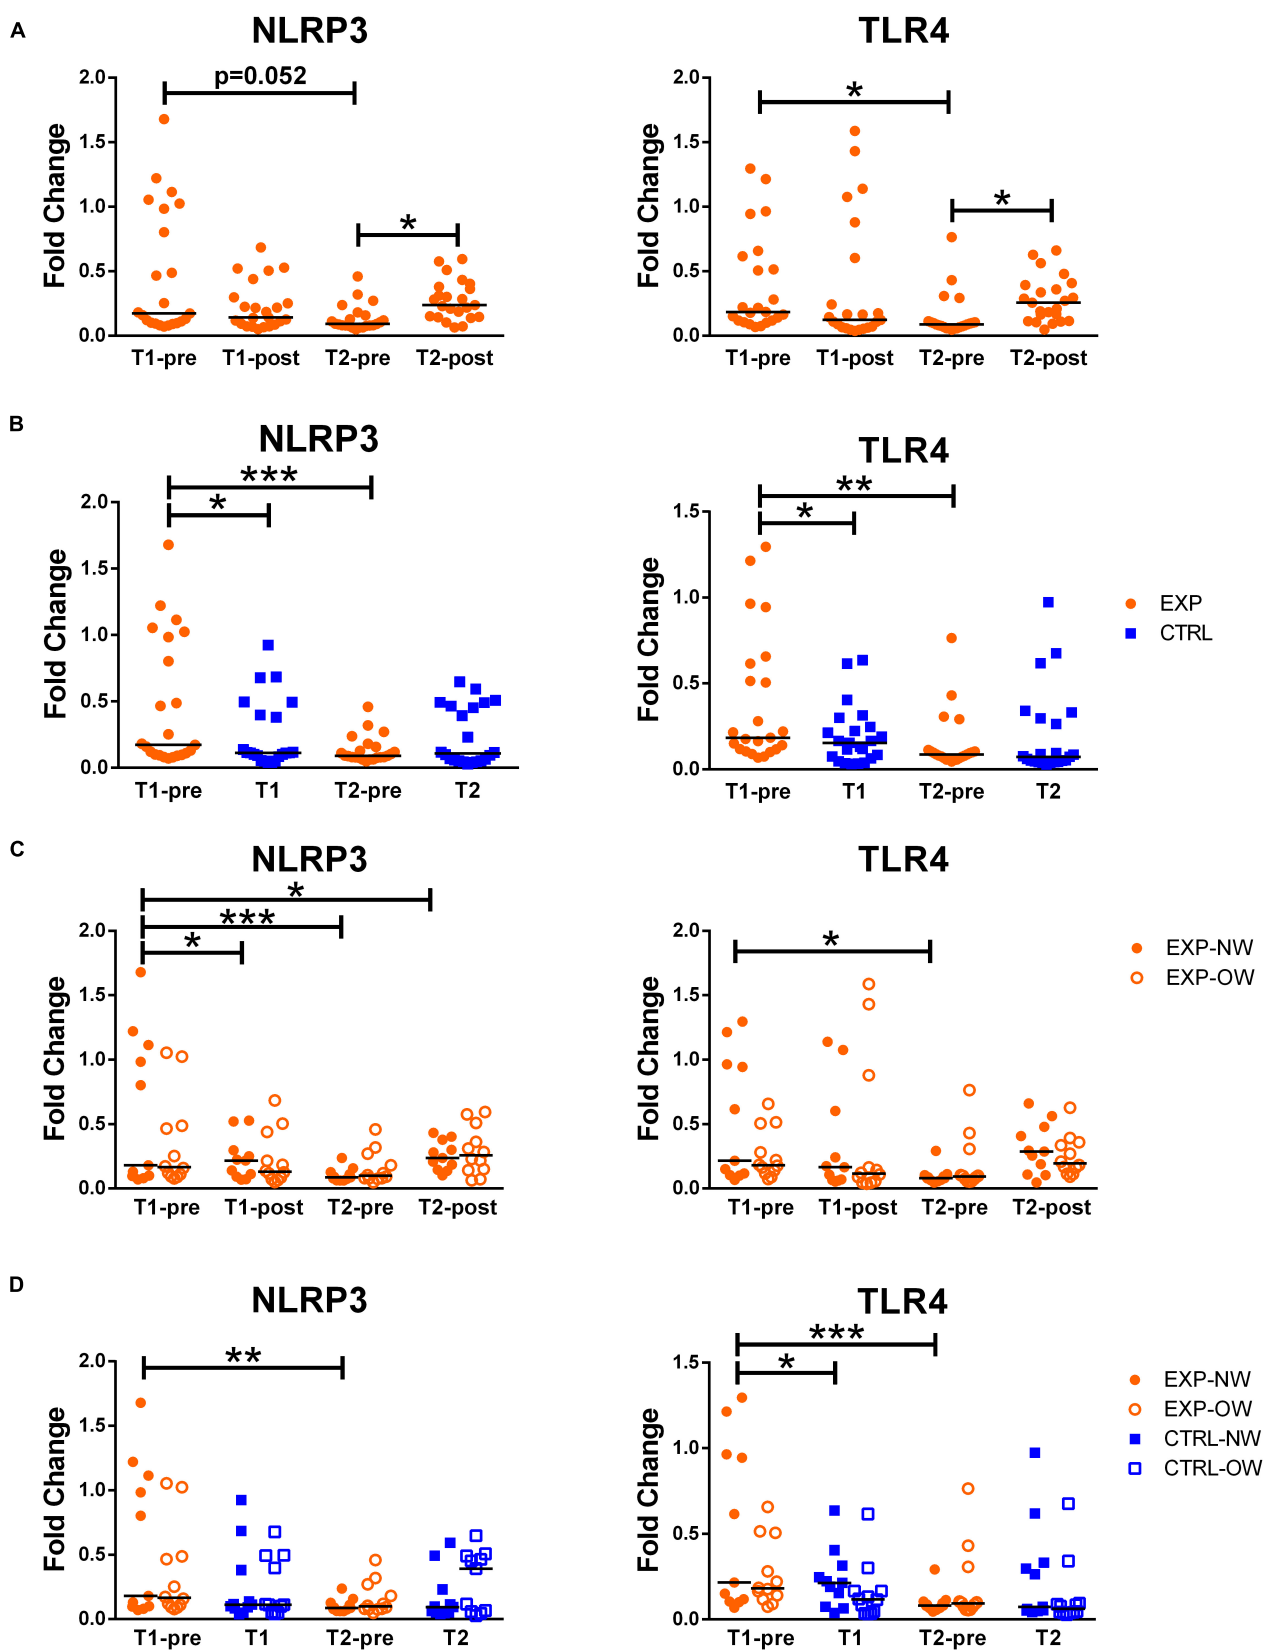 A
NLRP3
TLR4
p=0.052
*
*
*
Fold Change
2.0
1.5
1.0
0.5
0.0
T1-pre T1-post T2-pre T2-post
Fold Change
2.0
1.5
1.0
0.5
0.0
T1-pre T1-post T2-pre T2-post
B
NLRP3
TLR4
***
*
**
*
Fold Change
2.0
1.5
1.0
0.5
0.0
T1-pre T1 T2-pre T2
Fold Change
1.5
1.0
0.5
0.0
T1-pre T1 T2-pre T2
EXP
CTRL
C
NLRP3
TLR4
*
***
*
*
Fold Change
2.0
1.5
1.0
0.5
0.0
T1-pre T1-post T2-pre T2-post
Fold Change
2.0
1.5
1.0
0.5
0.0
T1-pre T1-post T2-pre T2-post
EXP-NW
EXP-OW
D
NLRP3
TLR4
**
***
*
Fold Change
2.0
1.5
1.0
0.5
0.0
T1-pre T1 T2-pre T2
Fold Change
1.5
1.0
0.5
0.0
T1-pre T1 T2-pre T2
EXP-NW
EXP-OW
CTRL-NW
CTRL-OW